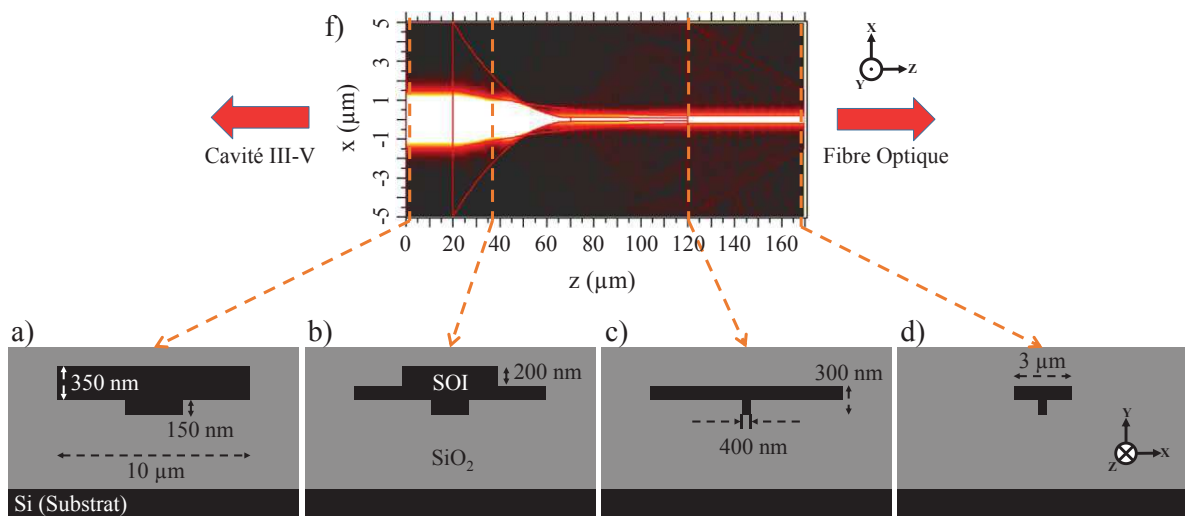 f)
5
3
1
-1
-3
-5
x (µm)
0 20 40 60 80 100 120 140 160
z (µm)
Cavité III-V
Fibre Optique
X
Y
Z
a)
350 nm
150 nm
10 µm
Si (Substrat)
b)
SOI
200 nm
SiO₂
c)
300 nm
400 nm
d)
3 µm
Y
Z
X